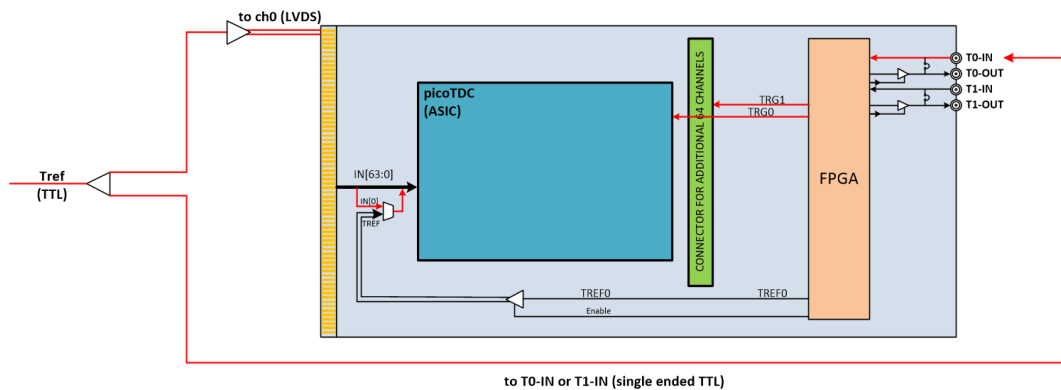 to ch0 (LVDS)
T0-IN
T0-OUT
T1-IN
T1-OUT
picoTDC
(ASIC)
CONNECTOR FOR ADDITIONAL 64 CHANNELS
TRG1
TRG0
FPGA
Tref
(TTL)
IN[63:0]
IN[0]
TREF
TREF0
TREF0
Enable
to T0-IN or T1-IN (single ended TTL)